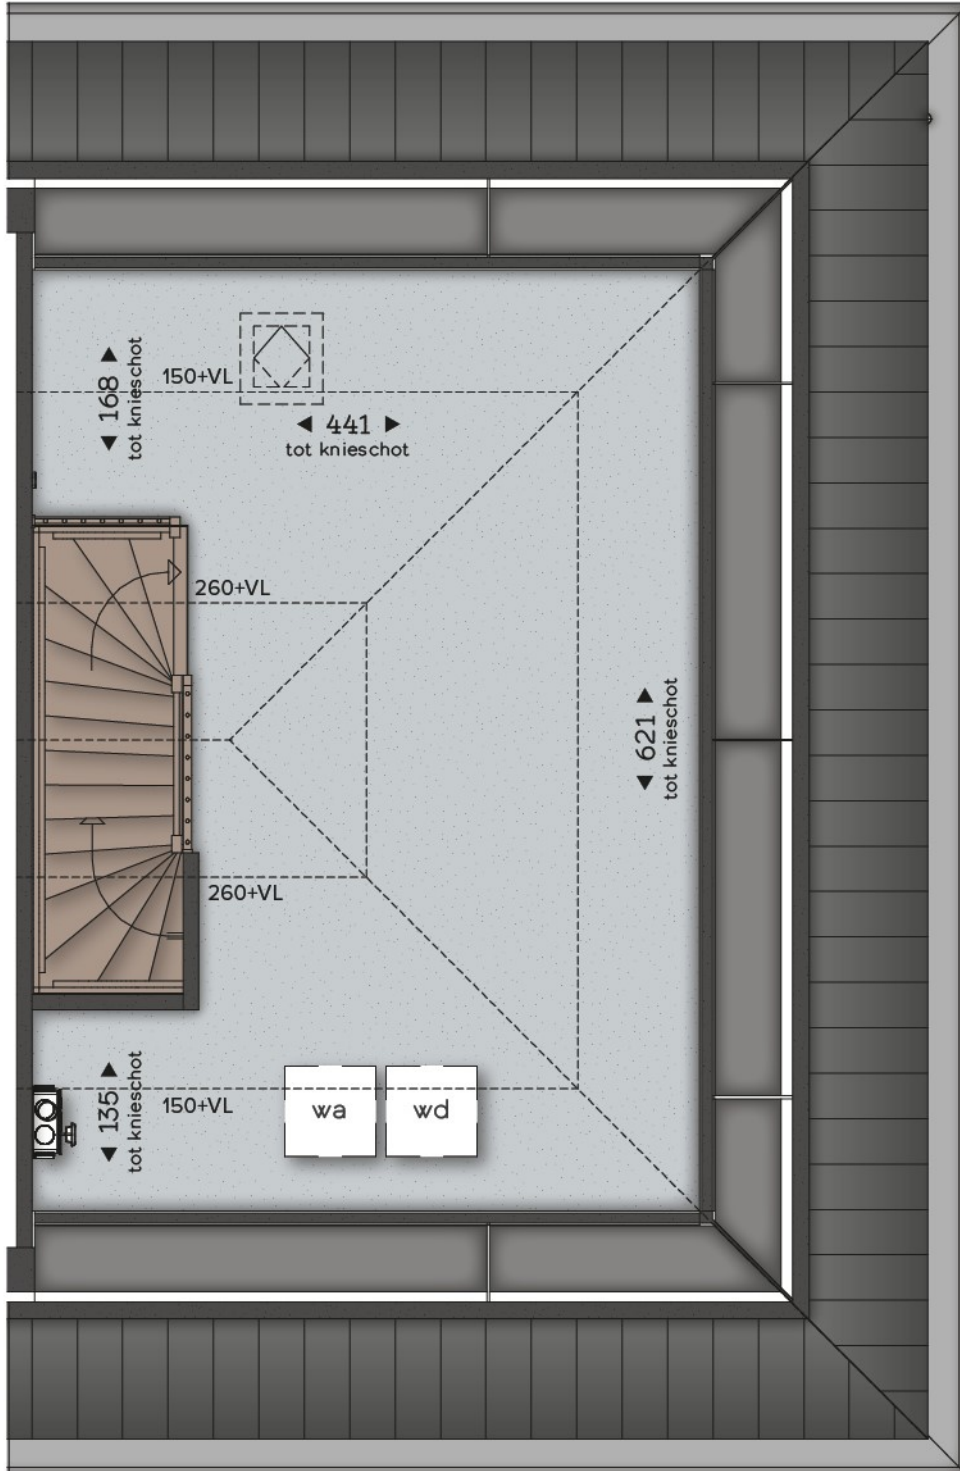 168
tot knieschot
150+VL
441
tot knieschot
260+VL
621
tot knieschot
260+VL
135
tot knieschot
150+VL
wa
wd